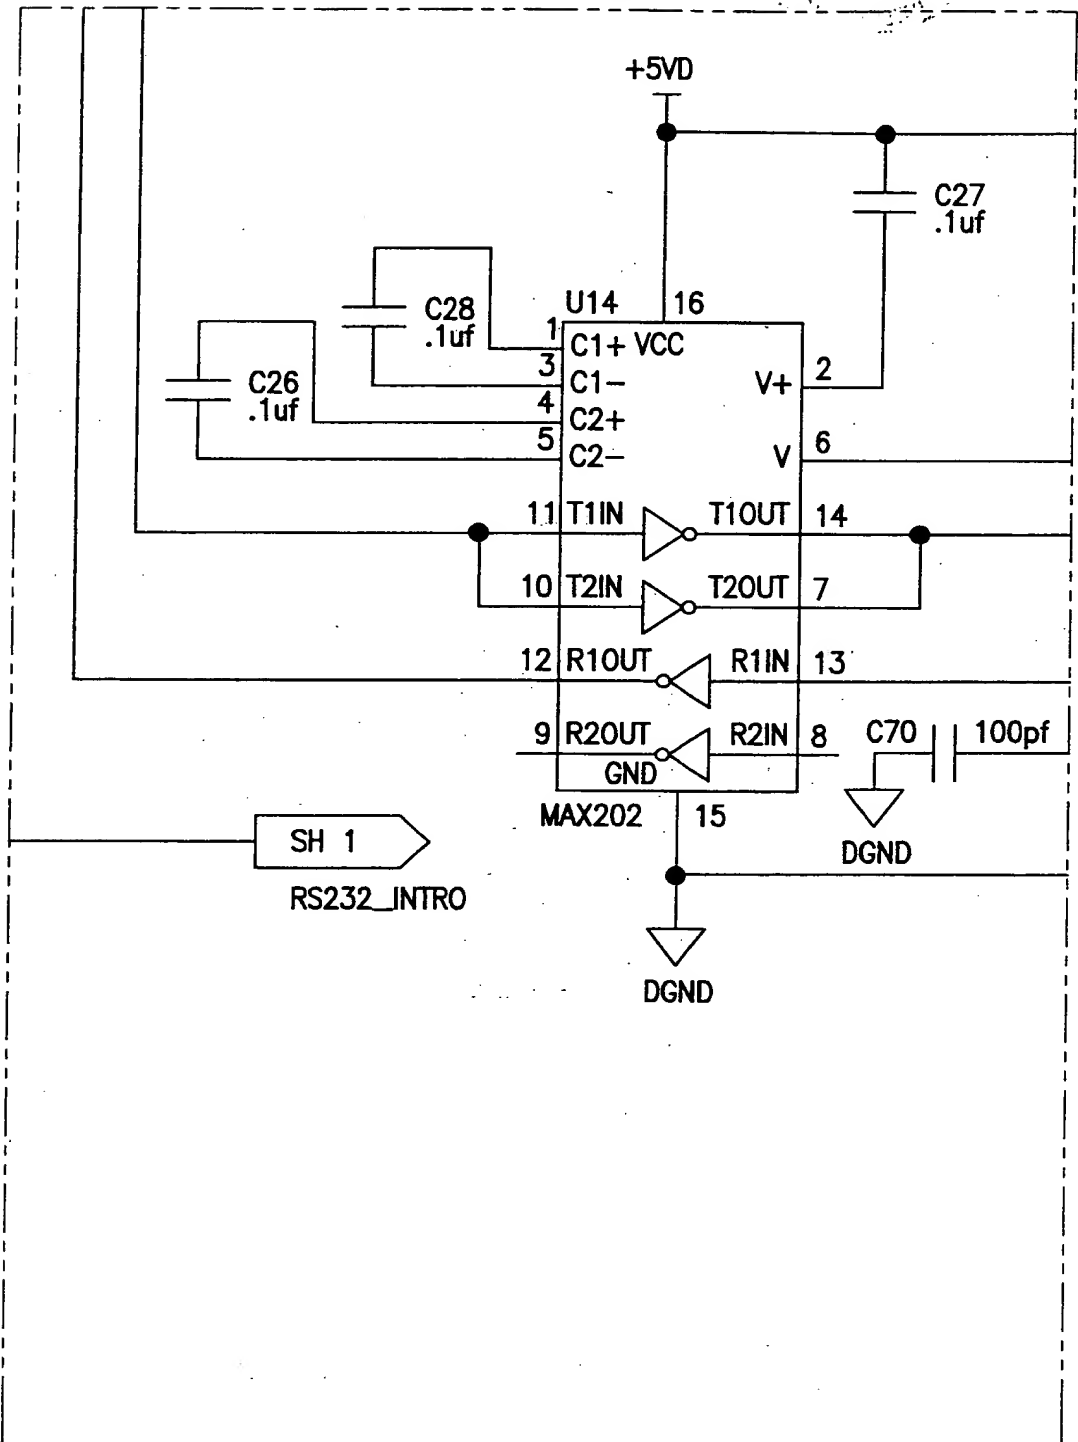 +5VD
C27
.1uf
U14
16
C28
.1uf
1
C1+
VCC
3
C1-
V+
2
C26
.1uf
4
C2+
5
C2-
V
6
11
T1IN
T1OUT
14
10
T2IN
T2OUT
7
12
R1OUT
R1IN
13
9
R2OUT
R2IN
8
C70
100pf
GND
MAX202
15
SH 1
DGND
RS232_INTRO
DGND